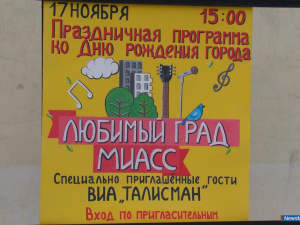 17 НОЯБРЯ 15:00
Праздничная программа
ко Дню рождения города
ЛЮБИМЫЙ ГРАД
МИАСС
Специально приглашённые гости
ВИА „ТАЛИСМАН"
Вход по пригласительным